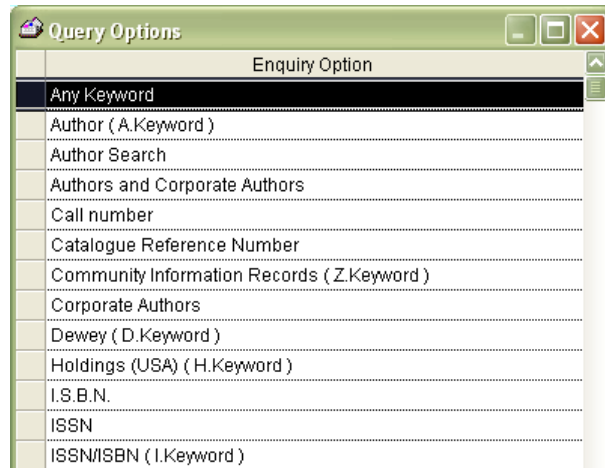 Query Options
Enquiry Option
Any Keyword
Author ( A.Keyword )
Author Search
Authors and Corporate Authors
Call number
Catalogue Reference Number
Community Information Records ( Z.Keyword )
Corporate Authors
Dewey ( D.Keyword )
Holdings (USA) ( H.Keyword )
I.S.B.N.
ISSN
ISSN/ISBN ( I.Keyword )